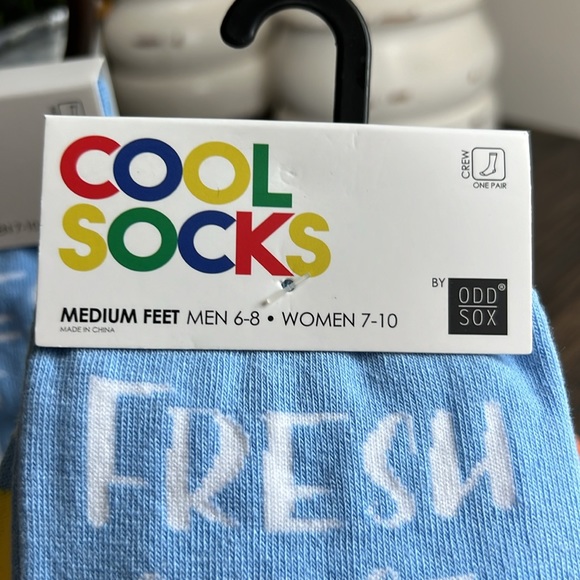 COOL
SOCKS
CREW
ONE PAIR
BY ODD SOX®
MEDIUM FEET MEN 6-8 • WOMEN 7-10
MADE IN CHINA
FRESH